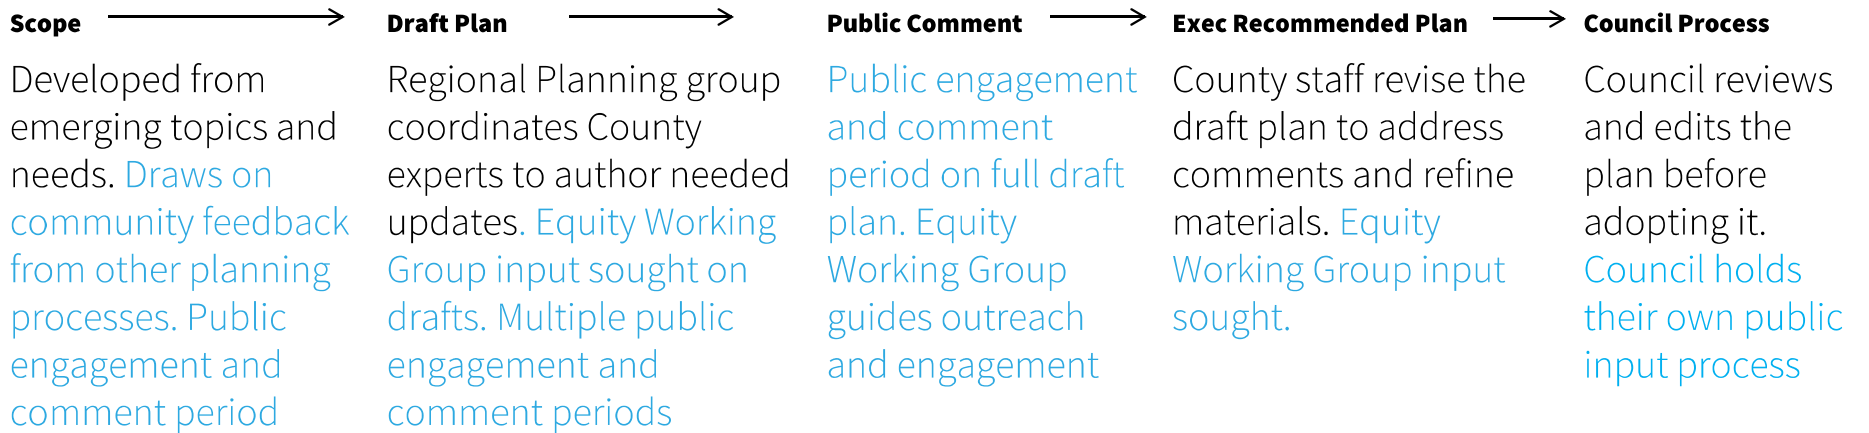 Scope
Developed from
emerging topics and
needs. Draws on
community feedback
from other planning
processes. Public
engagement and
comment period
Draft Plan
Regional Planning group
coordinates County
experts to author needed
updates. Equity Working
Group input sought on
drafts. Multiple public
engagement and
comment periods
Public Comment
Public engagement
and comment
period on full draft
plan. Equity
Working Group
guides outreach
and engagement
Exec Recommended Plan
County staff revise the
draft plan to address
comments and refine
materials. Equity
Working Group input
sought.
Council Process
Council reviews
and edits the
plan before
adopting it.
Council holds
their own public
input process